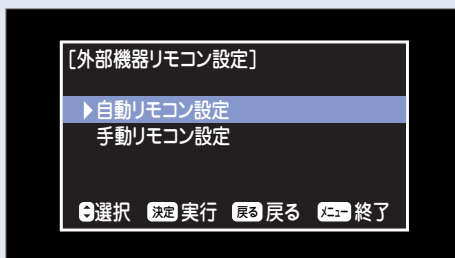 [外部機器リモコン設定]
▶自動リモコン設定
手動リモコン設定
選択 決定 実行 戻る 戻る メニュー 終了